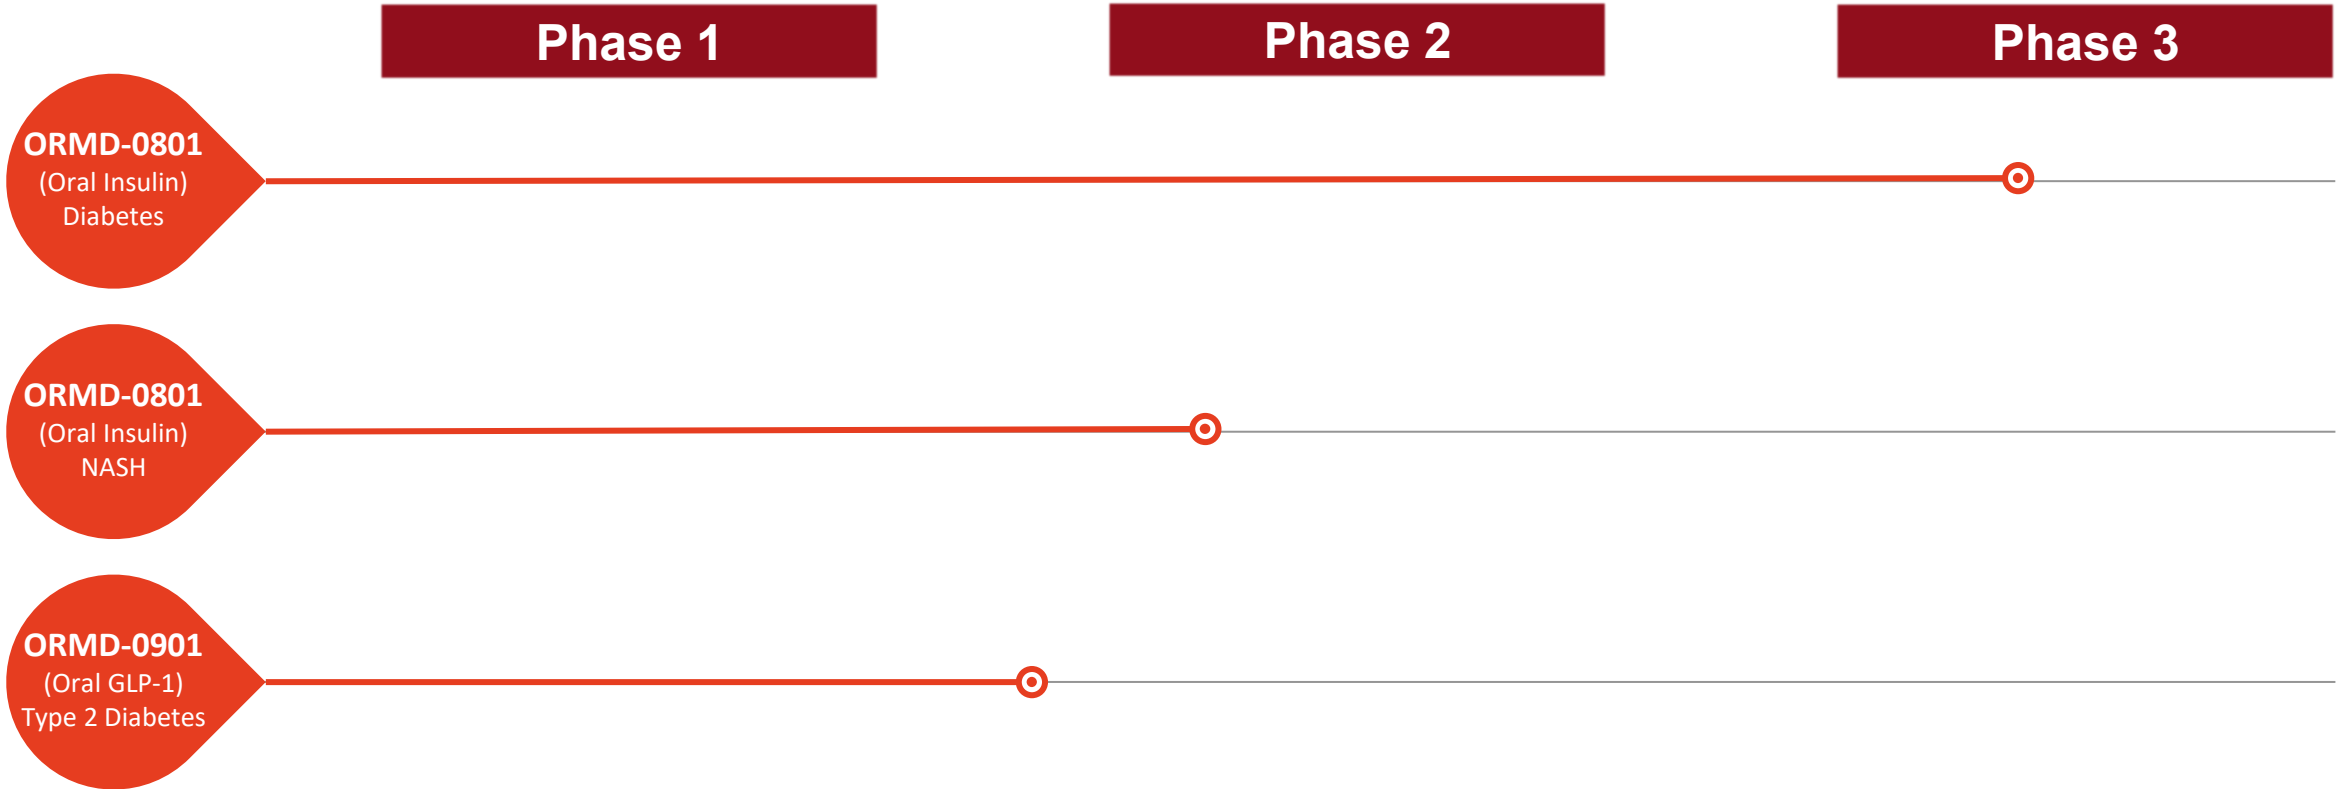 Phase 1
Phase 2
Phase 3
ORMD-0801
(Oral Insulin)
Diabetes
ORMD-0801
(Oral Insulin)
NASH
ORMD-0901
(Oral GLP-1)
Type 2 Diabetes